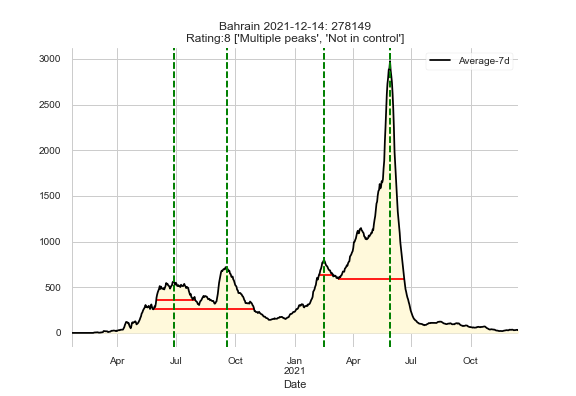 Bahrain 2021-12-14: 278149
Rating:8 ['Multiple peaks', 'Not in control']
Average-7d
3000
2500
2000
1500
1000
500
0
Apr Jul Oct Jan Apr Jul Oct
2021
Date